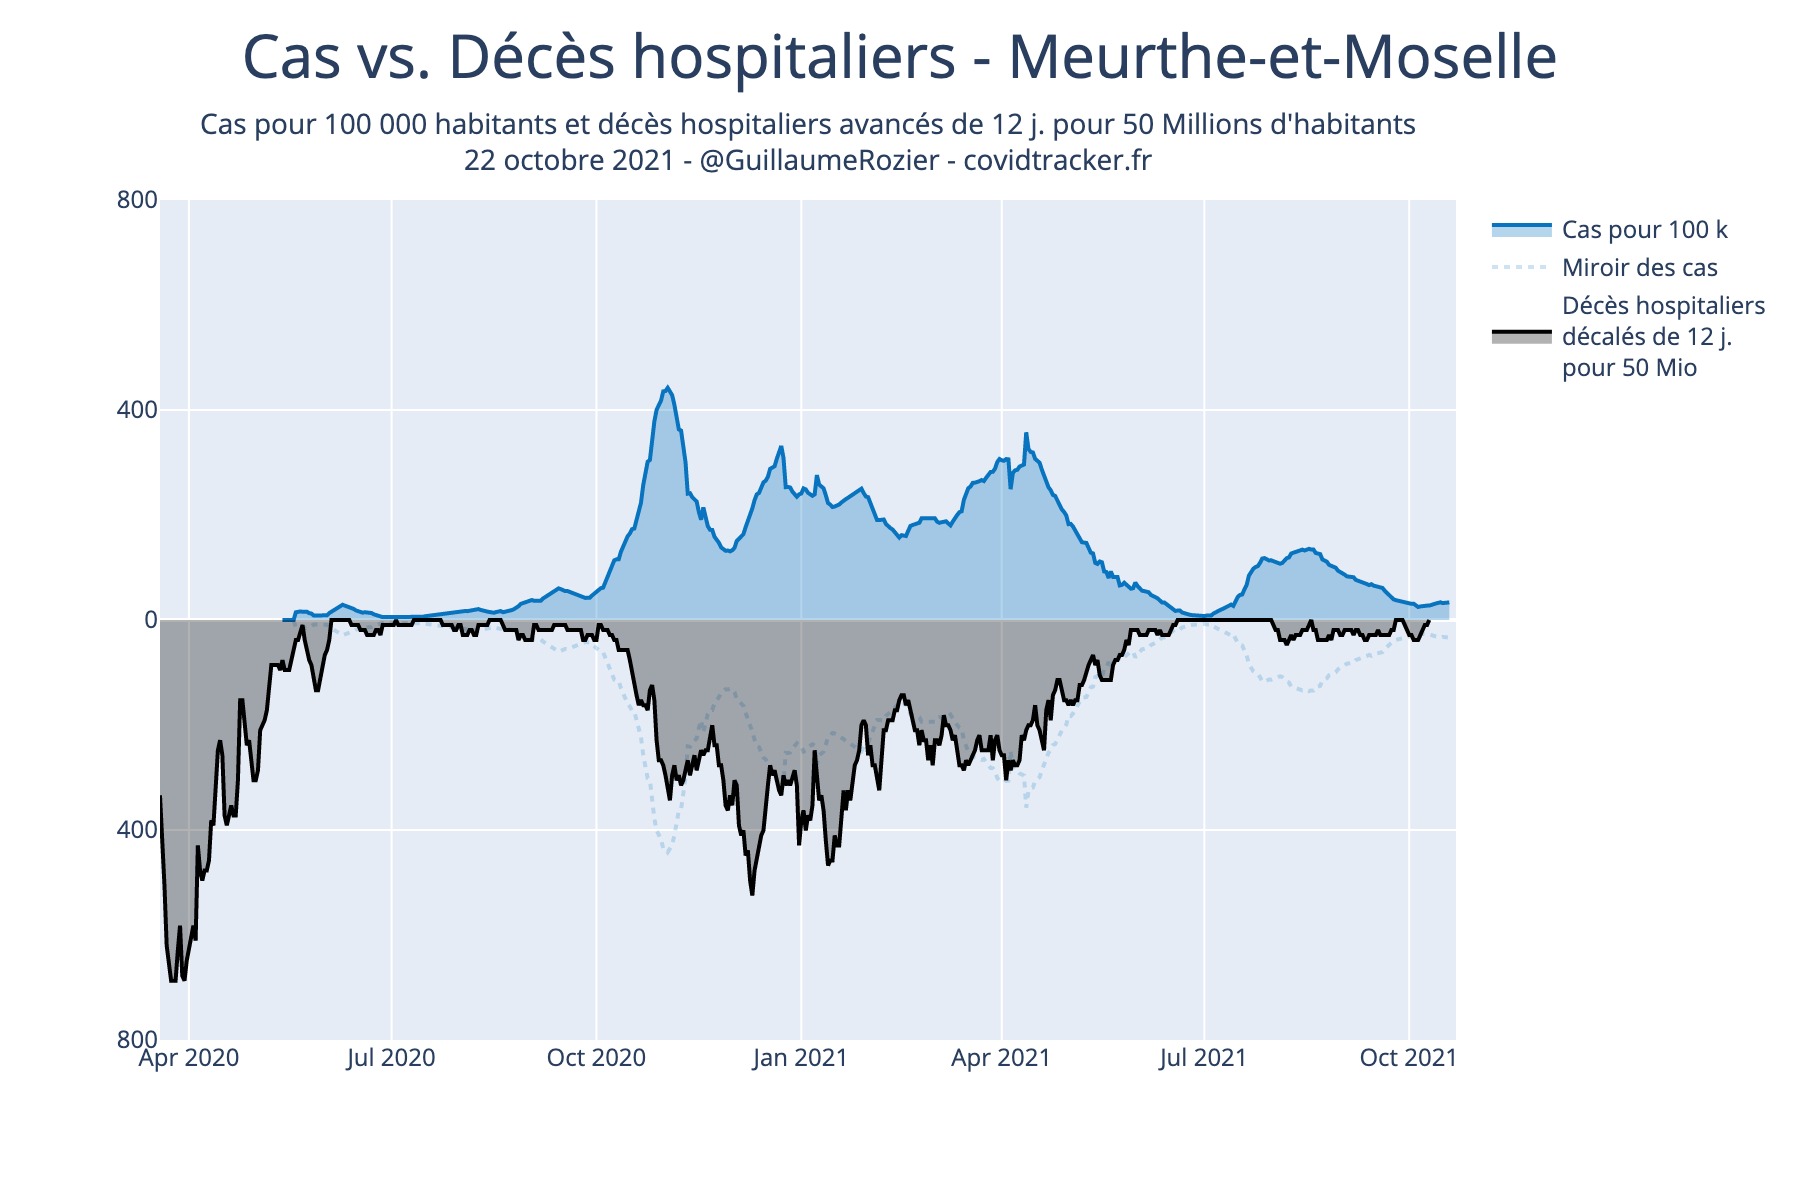 Cas vs. Décès hospitaliers - Meurthe-et-Moselle
Cas pour 100 000 habitants et décès hospitaliers avancés de 12 j. pour 50 Millions d'habitants
22 octobre 2021 - @GuillaumeRozier - covidtracker.fr
800
400
0
400
800
Apr 2020
Jul 2020
Oct 2020
Jan 2021
Apr 2021
Jul 2021
Oct 2021
Cas pour 100 k
Miroir des cas
Décès hospitaliers
décalés de 12 j.
pour 50 Mio